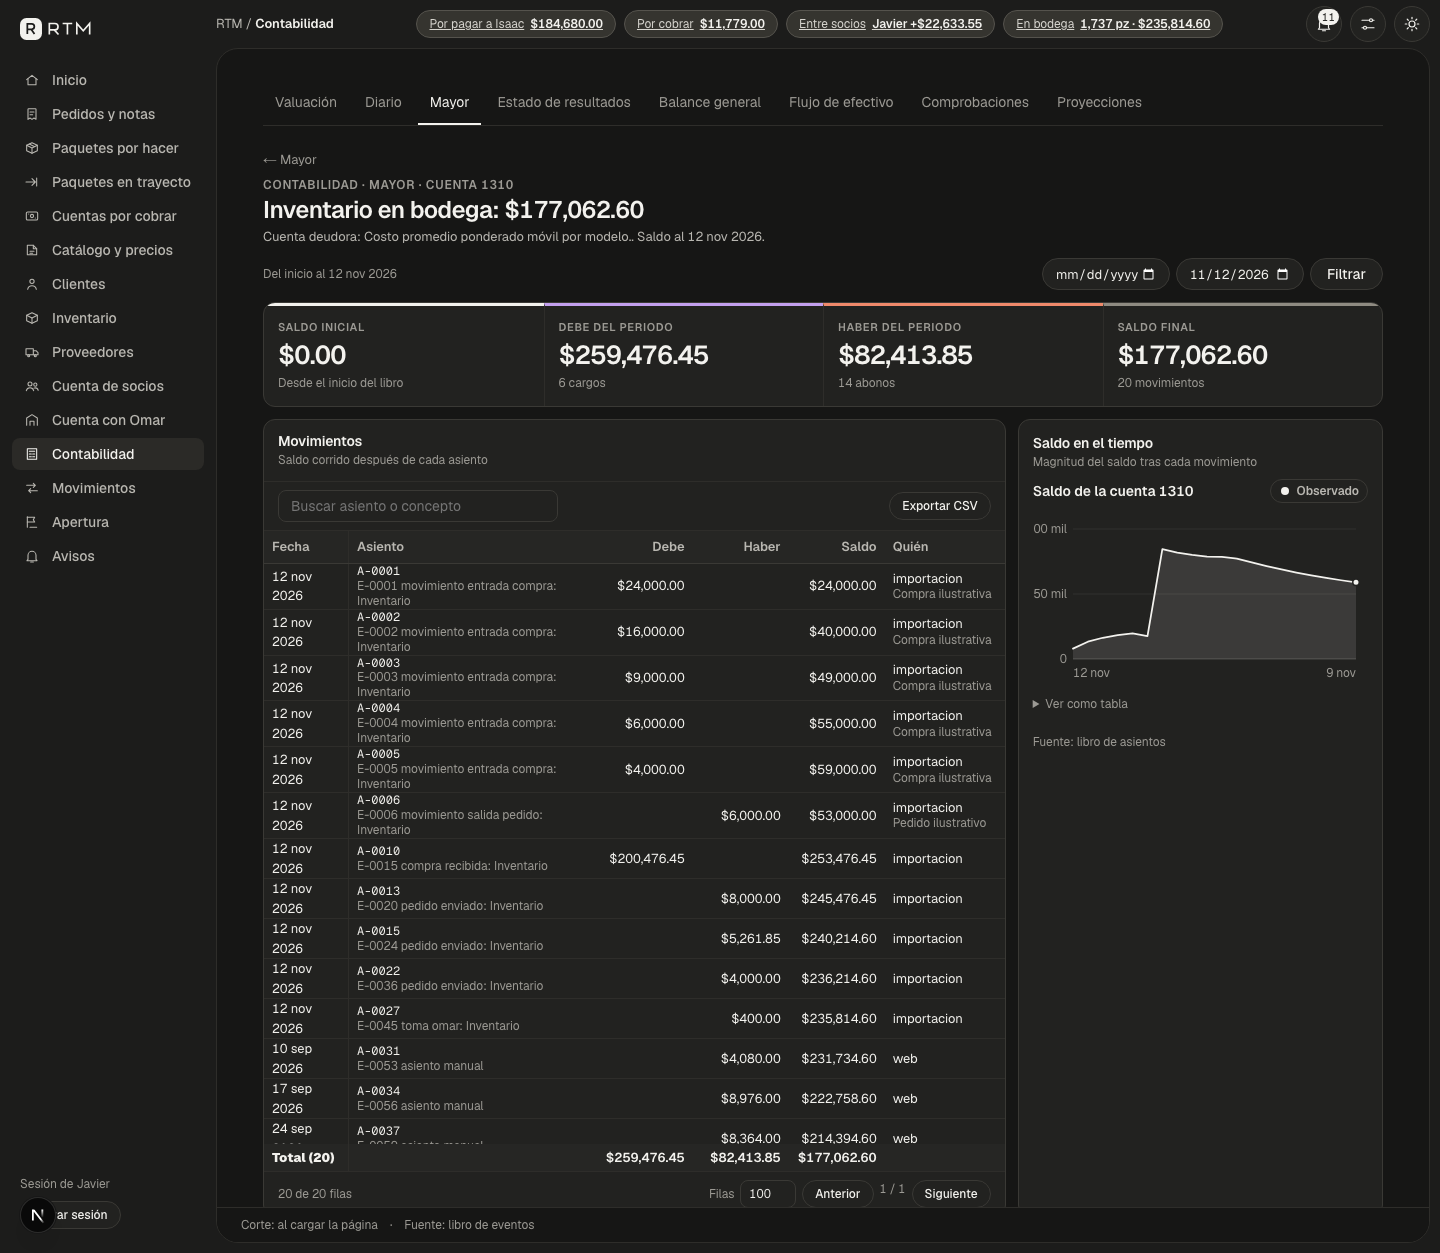 R RTM
RTM / Contabilidad
Por pagar a Isaac $184,680.00
Por cobrar $11,779.00
Entre socios Javier +$22,633.55
En bodega 1,737 pz · $235,814.60
11
Inicio
Pedidos y notas
Paquetes por hacer
Paquetes en trayecto
Cuentas por cobrar
Catálogo y precios
Clientes
Inventario
Proveedores
Cuenta de socios
Cuenta con Omar
Contabilidad
Movimientos
Apertura
Avisos
Sesión de Javier
N ar sesión
Valuación Diario Mayor Estado de resultados Balance general Flujo de efectivo Comprobaciones Proyecciones
← Mayor
CONTABILIDAD · MAYOR · CUENTA 1310
Inventario en bodega: $177,062.60
Cuenta deudora: Costo promedio ponderado móvil por modelo.. Saldo al 12 nov 2026.
Del inicio al 12 nov 2026
mm/dd/yyyy 11/12/2026 Filtrar
SALDO INICIAL
$0.00
Desde el inicio del libro
DEBE DEL PERIODO
$259,476.45
6 cargos
HABER DEL PERIODO
$82,413.85
14 abonos
SALDO FINAL
$177,062.60
20 movimientos
Movimientos
Saldo corrido después de cada asiento
Buscar asiento o concepto Exportar CSV
Fecha Asiento Debe Haber Saldo Quién
12 nov 2026 A-0001 E-0001 movimiento entrada compra: Inventario $24,000.00 $24,000.00 importacion Compra ilustrativa
12 nov 2026 A-0002 E-0002 movimiento entrada compra: Inventario $16,000.00 $40,000.00 importacion Compra ilustrativa
12 nov 2026 A-0003 E-0003 movimiento entrada compra: Inventario $9,000.00 $49,000.00 importacion Compra ilustrativa
12 nov 2026 A-0004 E-0004 movimiento entrada compra: Inventario $6,000.00 $55,000.00 importacion Compra ilustrativa
12 nov 2026 A-0005 E-0005 movimiento entrada compra: Inventario $4,000.00 $59,000.00 importacion Compra ilustrativa
12 nov 2026 A-0006 E-0006 movimiento salida pedido: Inventario $6,000.00 $53,000.00 importacion Pedido ilustrativo
12 nov 2026 A-0010 E-0015 compra recibida: Inventario $200,476.45 $253,476.45 importacion
12 nov 2026 A-0013 E-0020 pedido enviado: Inventario $8,000.00 $245,476.45 importacion
12 nov 2026 A-0015 E-0024 pedido enviado: Inventario $5,261.85 $240,214.60 importacion
12 nov 2026 A-0022 E-0036 pedido enviado: Inventario $4,000.00 $236,214.60 importacion
12 nov 2026 A-0027 E-0045 toma omar: Inventario $400.00 $235,814.60 importacion
10 sep 2026 A-0031 E-0053 asiento manual $4,080.00 $231,734.60 web
17 sep 2026 A-0034 E-0056 asiento manual $8,976.00 $222,758.60 web
24 sep A-0037 $8,364.00 $214,394.60 web
Total (20) $259,476.45 $82,413.85 $177,062.60
20 de 20 filas Filas 100 Anterior 1 / 1 Siguiente
Saldo en el tiempo
Magnitud del saldo tras cada movimiento
Saldo de la cuenta 1310 Observado
00 mil
50 mil
0
12 nov 9 nov
Ver como tabla
Fuente: libro de asientos
Corte: al cargar la página · Fuente: libro de eventos